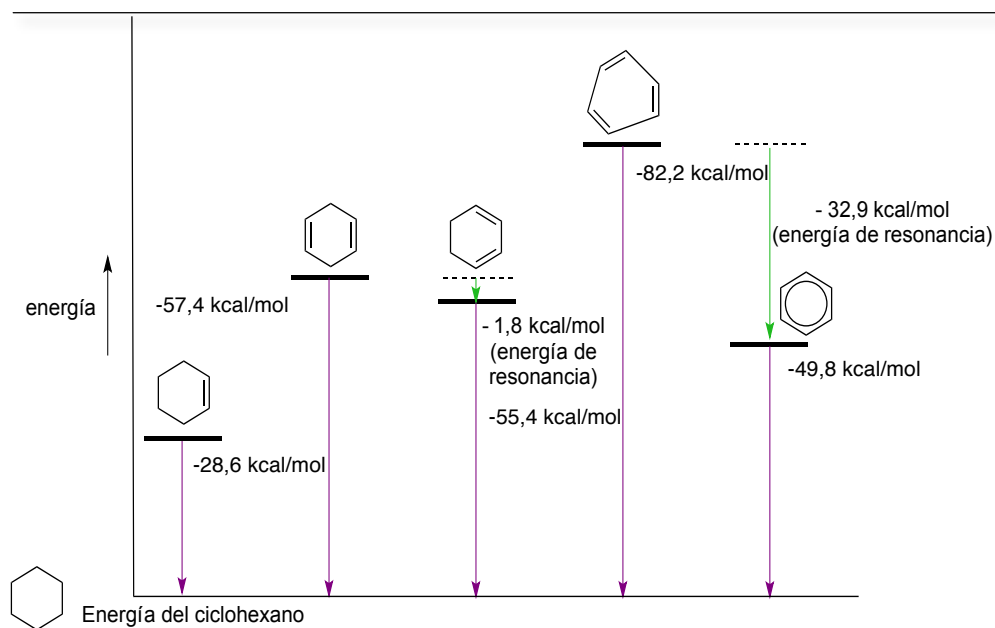 -82,2 kcal/mol
- 32,9 kcal/mol
(energía de resonancia)
energía
-57,4 kcal/mol
- 1,8 kcal/mol
(energía de
resonancia)
-49,8 kcal/mol
-55,4 kcal/mol
-28,6 kcal/mol
Energía del ciclohexano